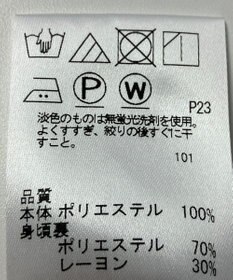 P
W
P23
淡色のものは無蛍光洗剤を使用。
よくすすぎ、絞りの後すぐに干
すこと。
101
品質
本体 ポリエステル 100%
身頃裏
ポリエステル 70%
レーヨン 30%